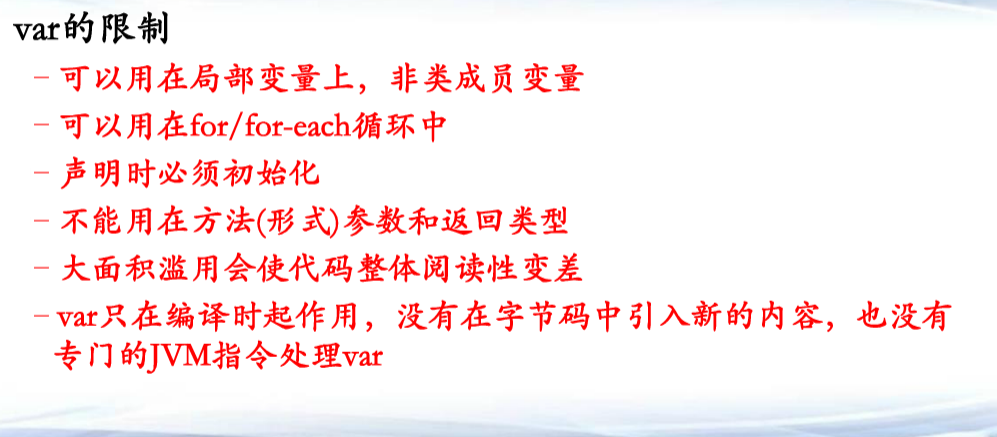 var的限制
– 可以用在局部变量上，非类成员变量
– 可以用在for/for-each循环中
– 声明时必须初始化
– 不能用在方法(形式)参数和返回类型
– 大面积滥用会使代码整体阅读性变差
– var只在编译时起作用，没有在字节码中引入新的内容，也没有
专门的JVM指令处理var